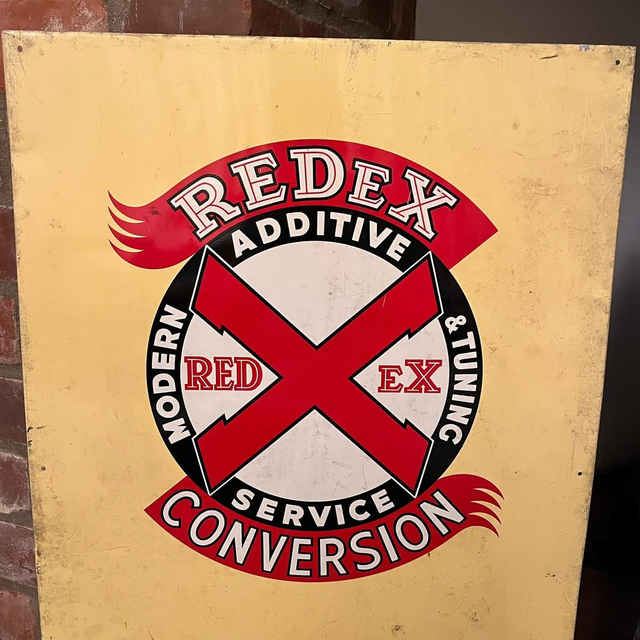 REDEX
ADDITIVE
MODERN
& TUNING
RED EX
SERVICE
CONVERSION